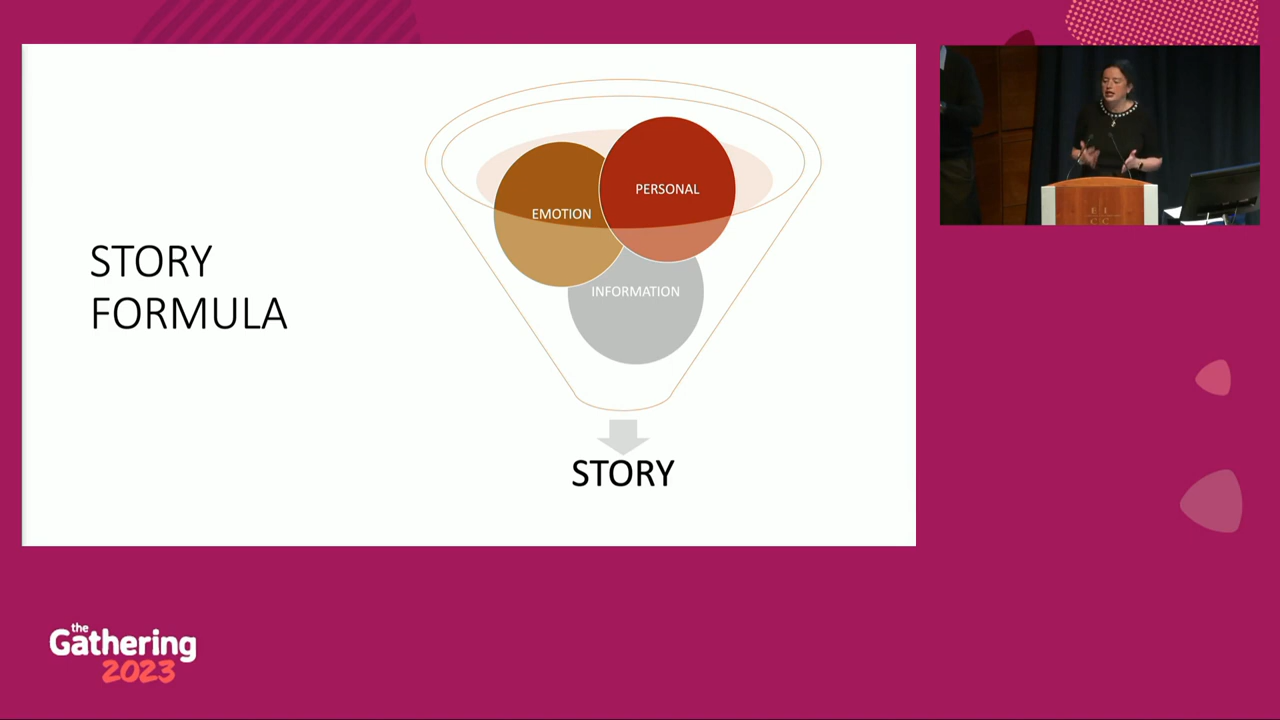 STORY
FORMULA
EMOTION
PERSONAL
INFORMATION
STORY
E I
C C
the
Gathering
2023